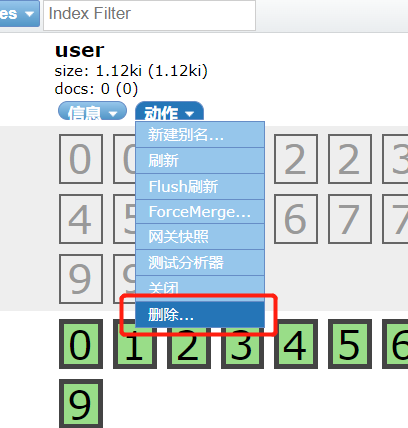 es Index Filter
user
size: 1.12ki (1.12ki)
docs: 0 (0)
信息 动作
新建别名...
刷新
Flush刷新
ForceMerge...
网关快照
测试分析器
关闭
删除...
0 0 2 2 3
4 5 6 7 7
9 9
0 1 2 3 4 5 6
9